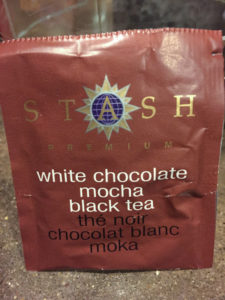 STASH
PREMIUM
white chocolate
mocha
black tea
thé noir
chocolat blanc
moka